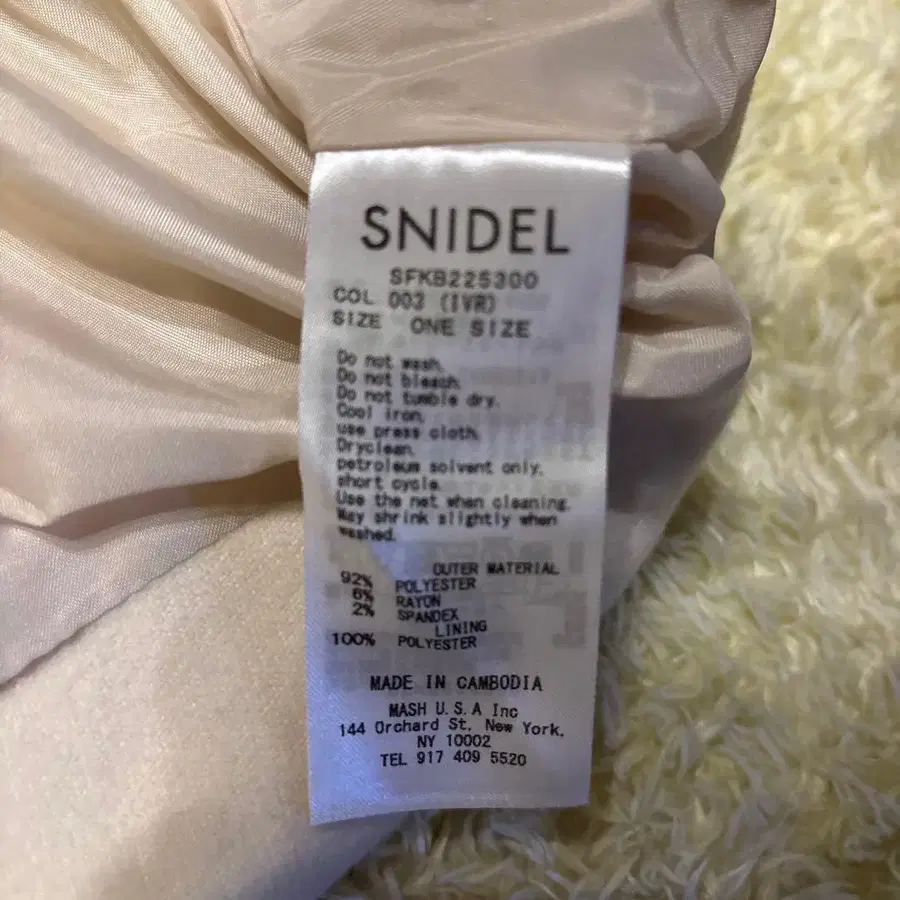 SNIDEL
SFKB225300
COL 003 (IVR)
SIZE ONE SIZE
Do not wash.
Do not bleach.
Do not tumble dry.
Cool iron,
use press cloth.
Dryclean.
petroleum solvent only.
short cycle.
Use the net when cleaning.
May shrink slightly when
washed.
OUTER MATERIAL
92% POLYESTER
6% RAYON
2% SPANDEX
LINING
100% POLYESTER
MADE IN CAMBODIA
MASH U.S.A Inc
144 Orchard St, New York,
NY 10002
TEL 917 409 5520